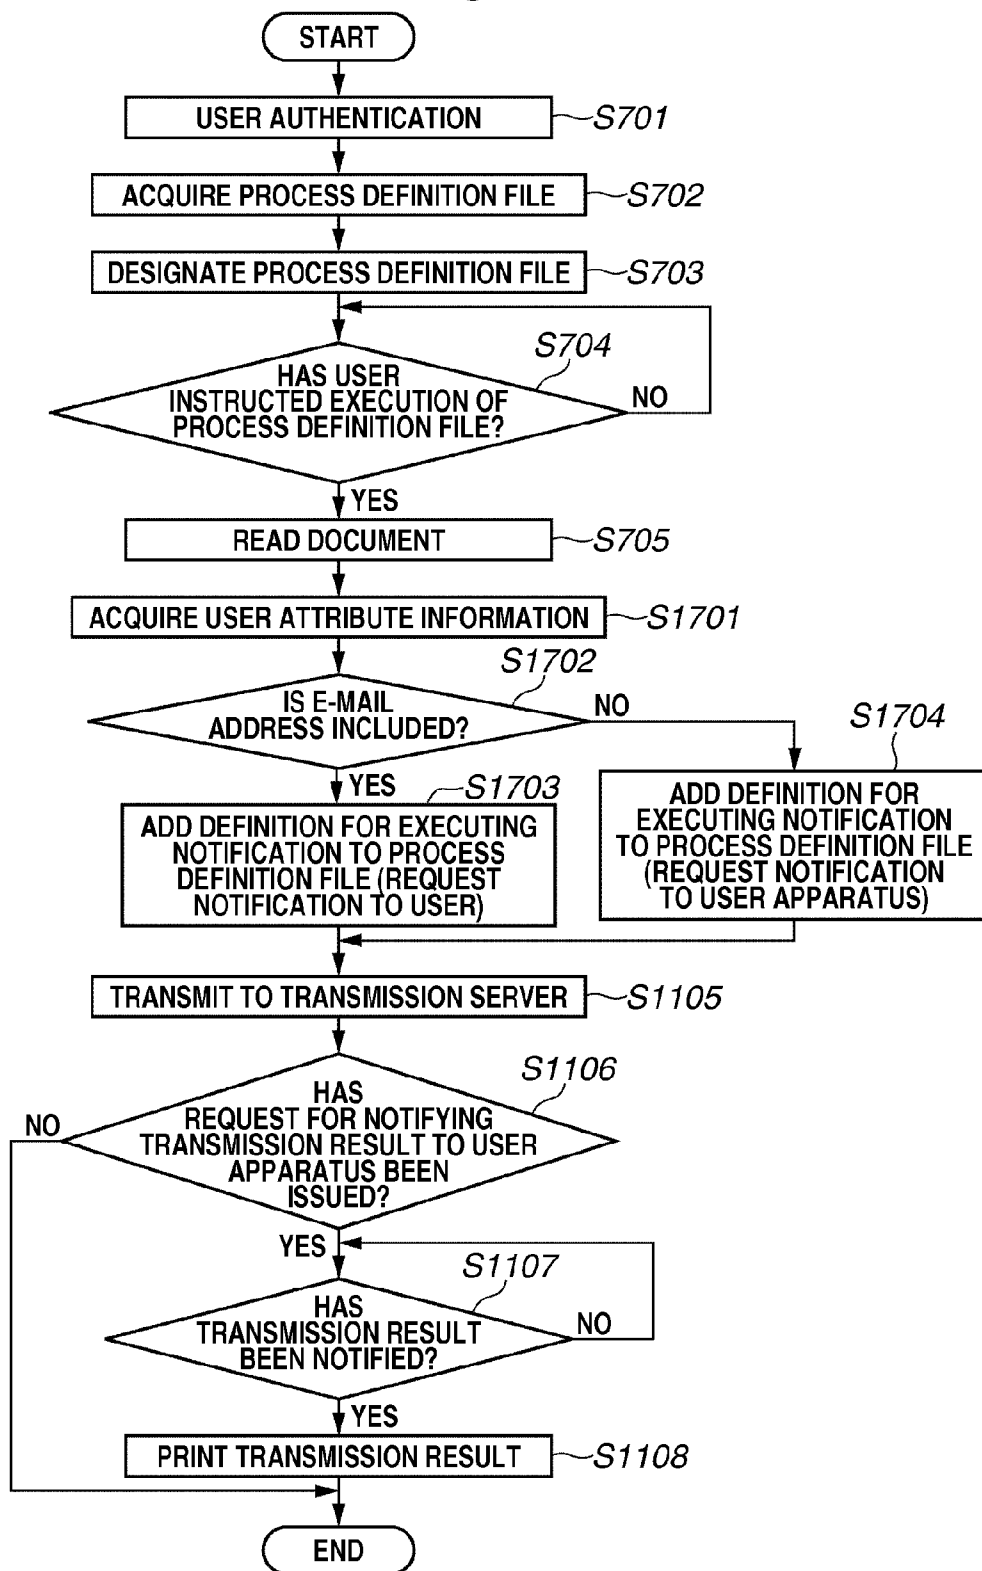 START
USER AUTHENTICATION
S701
ACQUIRE PROCESS DEFINITION FILE
S702
DESIGNATE PROCESS DEFINITION FILE
S703
S704
HAS USER
INSTRUCTED EXECUTION OF
PROCESS DEFINITION FILE?
NO
YES
READ DOCUMENT
S705
ACQUIRE USER ATTRIBUTE INFORMATION
S1701
S1702
IS E-MAIL
ADDRESS INCLUDED?
NO
YES
S1703
ADD DEFINITION FOR EXECUTING
NOTIFICATION TO PROCESS
DEFINITION FILE (REQUEST
NOTIFICATION TO USER)
S1704
ADD DEFINITION FOR
EXECUTING NOTIFICATION
TO PROCESS DEFINITION FILE
(REQUEST NOTIFICATION
TO USER APPARATUS)
TRANSMIT TO TRANSMISSION SERVER
S1105
S1106
HAS
REQUEST FOR NOTIFYING
TRANSMISSION RESULT TO USER
APPARATUS BEEN
ISSUED?
NO
YES
S1107
HAS
TRANSMISSION RESULT
BEEN NOTIFIED?
NO
YES
PRINT TRANSMISSION RESULT
S1108
END